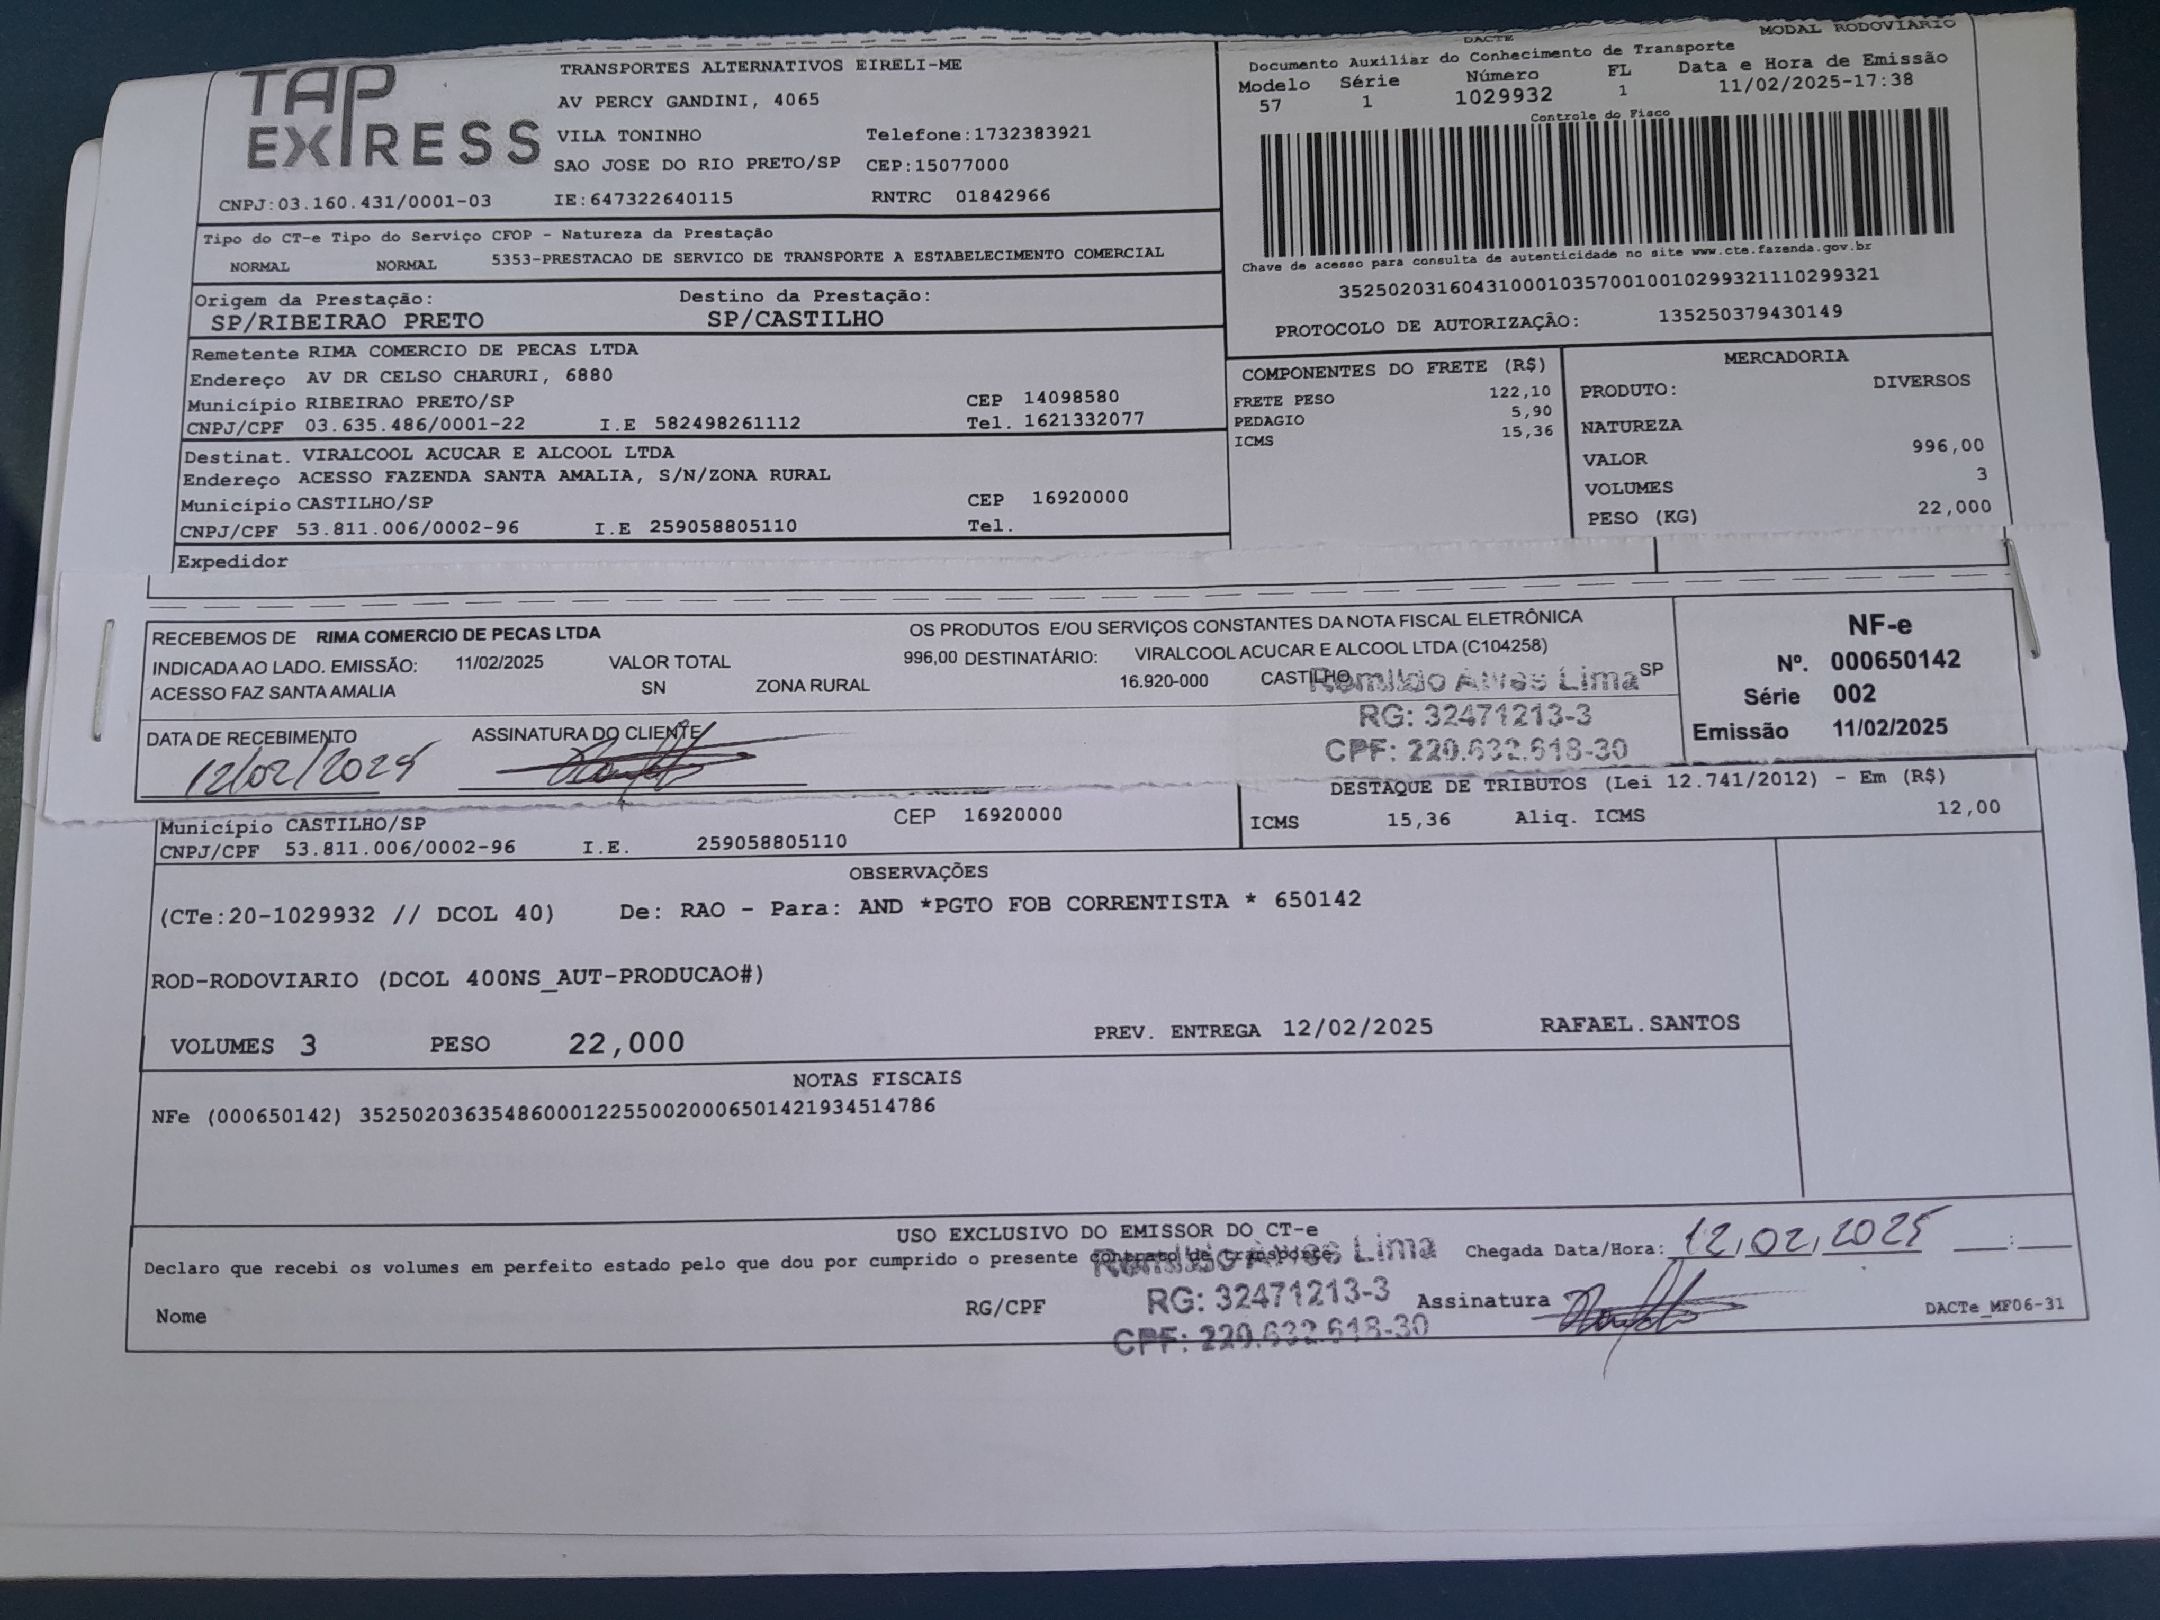 MODAL RODOVIARIO
DACTE
TAP EXPRESS
TRANSPORTES ALTERNATIVOS EIRELI-ME
AV PERCY GANDINI, 4065
VILA TONINHO Telefone:1732383921
SAO JOSE DO RIO PRETO/SP CEP:15077000
CNPJ:03.160.431/0001-03 IE:647322640115 RNTRC 01842966
Documento Auxiliar do Conhecimento de Transporte
Modelo Série Número FL Data e Hora de Emissão
57 1 1029932 1 11/02/2025-17:38
Controle do Fisco
Chave de acesso para consulta de autenticidade no site www.cte.fazenda.gov.br
35250203160431000103570010010299321110299321
PROTOCOLO DE AUTORIZAÇÃO: 135250379430149
Tipo do CT-e Tipo do Serviço CFOP - Natureza da Prestação
NORMAL NORMAL 5353-PRESTACAO DE SERVICO DE TRANSPORTE A ESTABELECIMENTO COMERCIAL
Origem da Prestação: Destino da Prestação:
SP/RIBEIRAO PRETO SP/CASTILHO
Remetente RIMA COMERCIO DE PECAS LTDA
Endereço AV DR CELSO CHARURI, 6880
Município RIBEIRAO PRETO/SP CEP 14098580
CNPJ/CPF 03.635.486/0001-22 I.E 582498261112 Tel. 1621332077
Destinat. VIRALCOOL ACUCAR E ALCOOL LTDA
Endereço ACESSO FAZENDA SANTA AMALIA, S/N/ZONA RURAL
Município CASTILHO/SP CEP 16920000
CNPJ/CPF 53.811.006/0002-96 I.E 259058805110 Tel.
Expedidor
COMPONENTES DO FRETE (R$)
FRETE PESO 122,10
PEDAGIO 5,90
ICMS 15,36
MERCADORIA
PRODUTO: DIVERSOS
NATUREZA
VALOR 996,00
VOLUMES 3
PESO (KG) 22,000
RECEBEMOS DE RIMA COMERCIO DE PECAS LTDA OS PRODUTOS E/OU SERVIÇOS CONSTANTES DA NOTA FISCAL ELETRÔNICA
INDICADA AO LADO. EMISSÃO: 11/02/2025 VALOR TOTAL 996,00 DESTINATÁRIO: VIRALCOOL ACUCAR E ALCOOL LTDA (C104258)
ACESSO FAZ SANTA AMALIA SN ZONA RURAL 16.920-000 CASTILHO SP
Romildo Alves Lima
RG: 32471213-3
CPF: 220.632.618-30
DATA DE RECEBIMENTO ASSINATURA DO CLIENTE
12/02/2025
NF-e
Nº. 000650142
Série 002
Emissão 11/02/2025
Município CASTILHO/SP CEP 16920000
CNPJ/CPF 53.811.006/0002-96 I.E. 259058805110
DESTAQUE DE TRIBUTOS (Lei 12.741/2012) - Em (R$)
ICMS 15,36 Aliq. ICMS 12,00
OBSERVAÇÕES
(CTe:20-1029932 // DCOL 40) De: RAO - Para: AND *PGTO FOB CORRENTISTA * 650142
ROD-RODOVIARIO (DCOL 400NS_AUT-PRODUCAO#)
VOLUMES 3 PESO 22,000 PREV. ENTREGA 12/02/2025 RAFAEL.SANTOS
NOTAS FISCAIS
NFe (000650142) 35250203635486000122550020006501421934514786
USO EXCLUSIVO DO EMISSOR DO CT-e
Declaro que recebi os volumes em perfeito estado pelo que dou por cumprido o presente contrato de transporte. Chegada Data/Hora: 12,02,2025 :
Romildo Alves Lima
RG: 32471213-3
CPF: 220.632.618-30
Nome RG/CPF Assinatura
DACTe_MF06-31